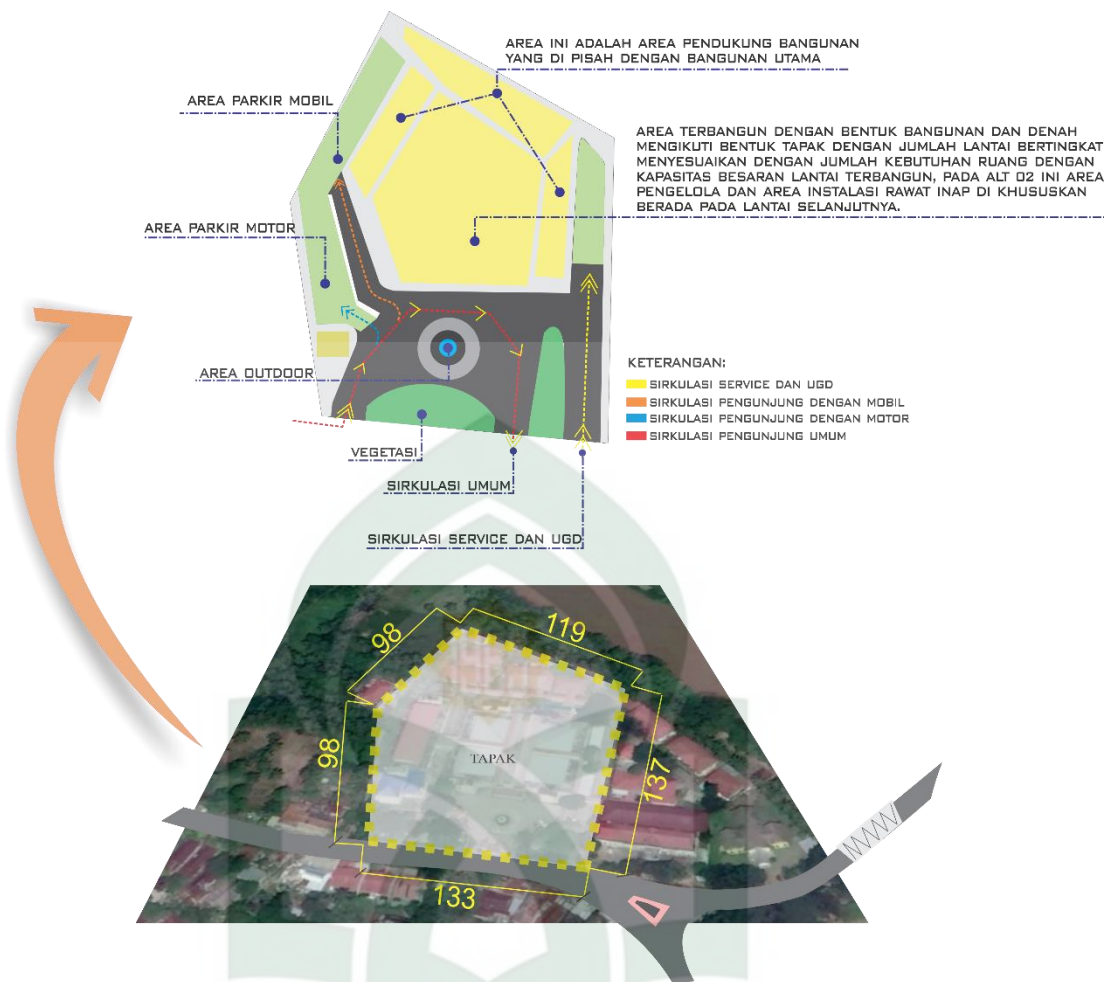 AREA INI ADALAH AREA PENDUKUNG BANGUNAN
YANG DI PISAH DENGAN BANGUNAN UTAMA
AREA PARKIR MOBIL
AREA TERBANGUN DENGAN BENTUK BANGUNAN DAN DENAH
MENGIKUTI BENTUK TAPAK DENGAN JUMLAH LANTAI BERTINGKAT
MENYESUAIKAN DENGAN JUMLAH KEBUTUHAN RUANG DENGAN
KAPASITAS BESARAN LANTAI TERBANGUN, PADA ALT 02 INI AREA
PENGELOLA DAN AREA INSTALASI RAWAT INAP DI KHUSUSKAN
BERADA PADA LANTAI SELANJUTNYA.
AREA PARKIR MOTOR
AREA OUTDOOR
KETERANGAN:
SIRKULASI SERVICE DAN UGD
SIRKULASI PENGUNJUNG DENGAN MOBIL
SIRKULASI PENGUNJUNG DENGAN MOTOR
SIRKULASI PENGUNJUNG UMUM
VEGETASI
SIRKULASI UMUM
SIRKULASI SERVICE DAN UGD
98
119
98
TAPAK
137
133